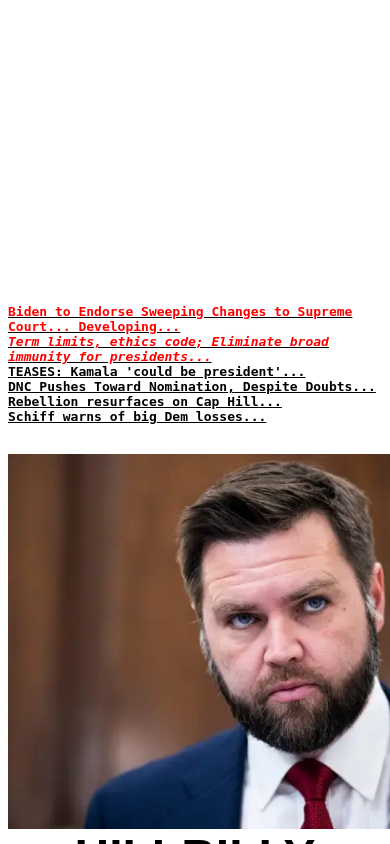 Biden to Endorse Sweeping Changes to Supreme
Court... Developing...
Term limits, ethics code; Eliminate broad
immunity for presidents...
TEASES: Kamala 'could be president'...
DNC Pushes Toward Nomination, Despite Doubts...
Rebellion resurfaces on Cap Hill...
Schiff warns of big Dem losses...
HILLBILLY